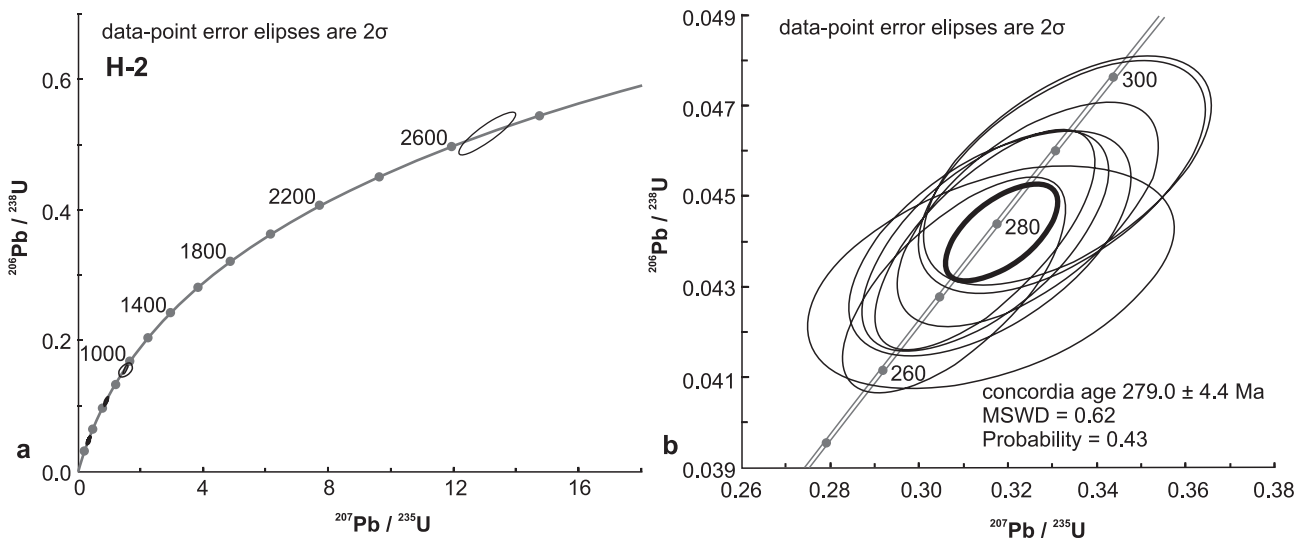 data-point error elipses are 2σ
H-2
0.6
0.4
0.2
0.0
²⁰⁶Pb / ²³⁸U
2600
2200
1800
1400
1000
a
0 4 8 12 16
²⁰⁷Pb / ²³⁵U
data-point error elipses are 2σ
0.049
0.047
0.045
0.043
0.041
0.039
²⁰⁶Pb / ²³⁸U
300
280
260
concordia age 279.0 ± 4.4 Ma
MSWD = 0.62
Probability = 0.43
b
0.26 0.28 0.30 0.32 0.34 0.36 0.38
²⁰⁷Pb / ²³⁵U